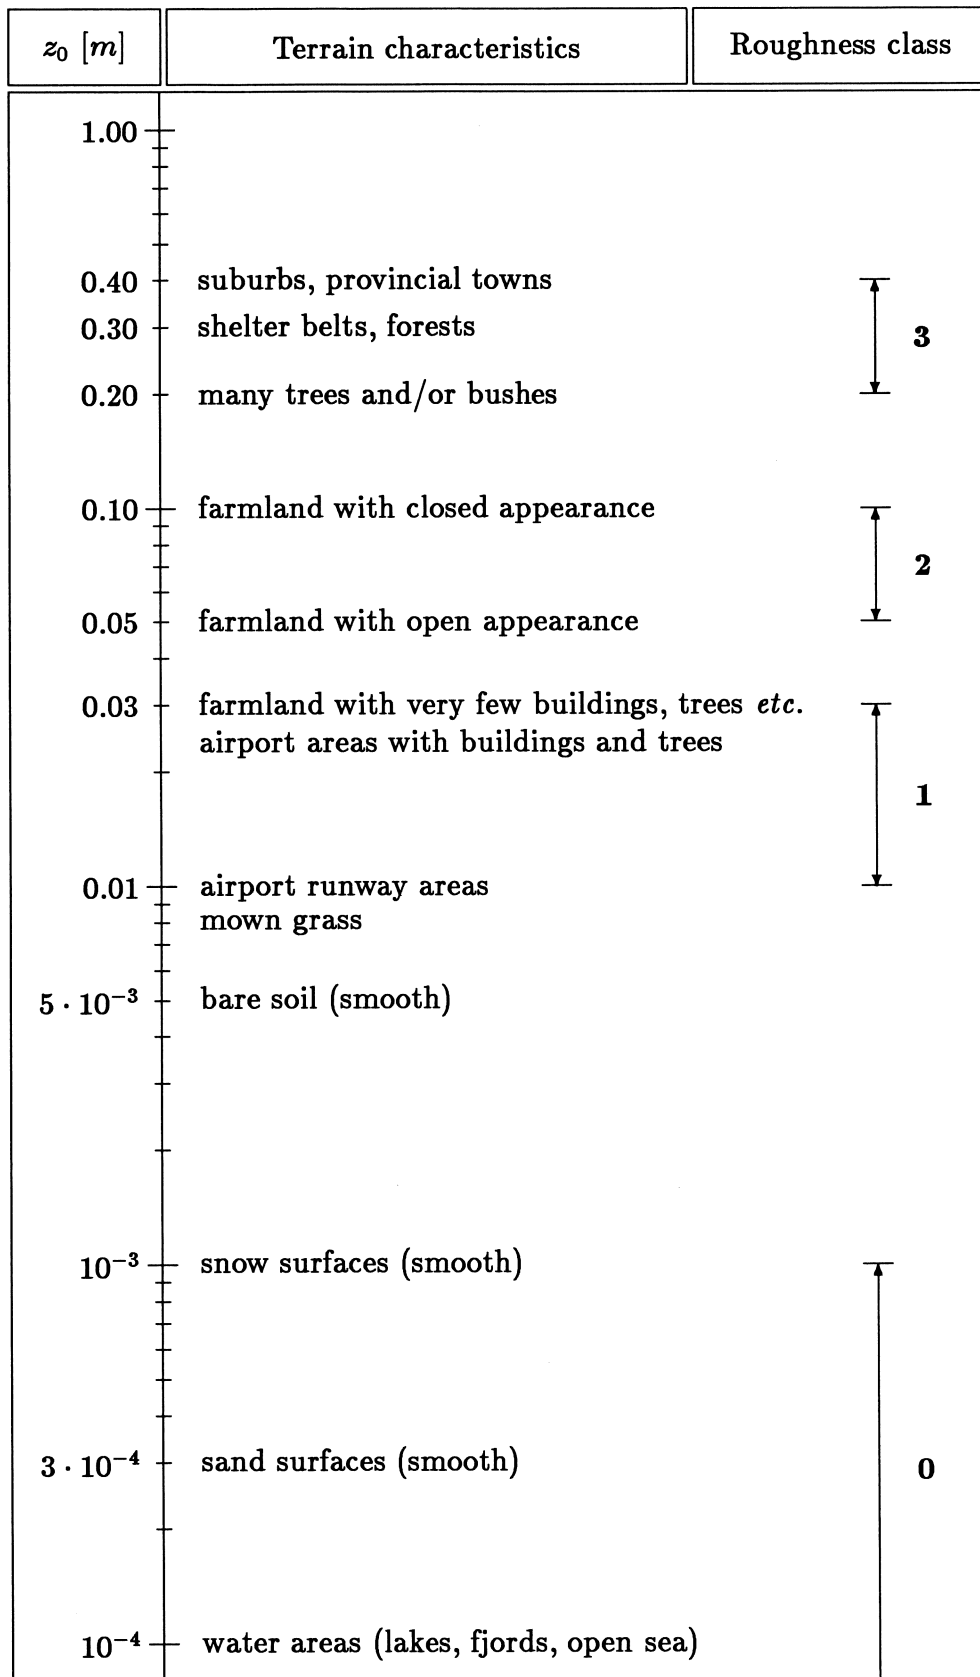 z₀ [m] Terrain characteristics Roughness class
1.00
0.40 suburbs, provincial towns
0.30 shelter belts, forests
3
0.20 many trees and/or bushes
0.10 farmland with closed appearance
2
0.05 farmland with open appearance
0.03 farmland with very few buildings, trees etc.
airport areas with buildings and trees
1
0.01 airport runway areas
mown grass
5 · 10⁻³ bare soil (smooth)
10⁻³ snow surfaces (smooth)
3 · 10⁻⁴ sand surfaces (smooth)
0
10⁻⁴ water areas (lakes, fjords, open sea)